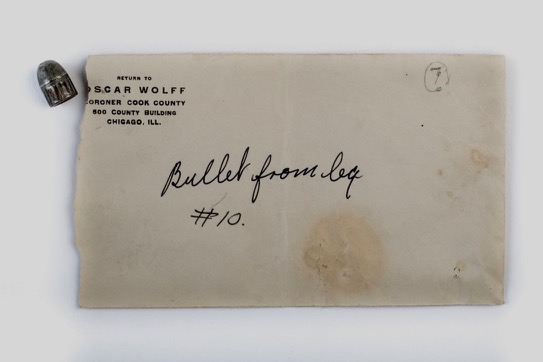 RETURN TO
OSCAR WOLFF
CORONER COOK COUNTY
500 COUNTY BUILDING
CHICAGO, ILL.
7
Bullet from leg
#10.